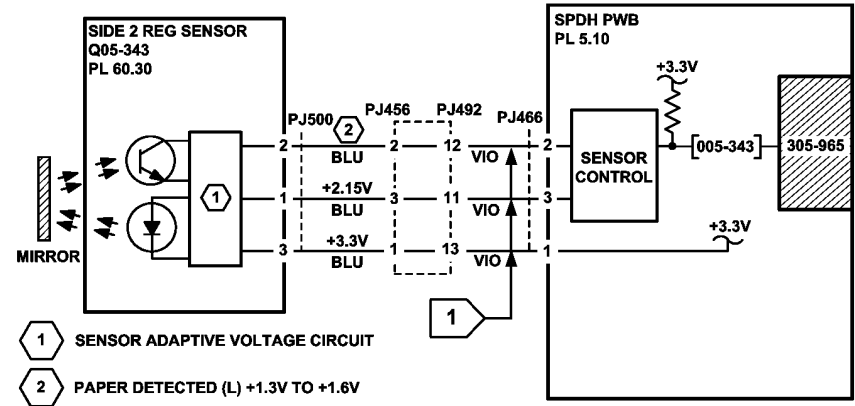 SIDE 2 REG SENSOR
Q05-343
PL 60.30
SPDH PWB
PL 5.10
+3.3V
PJ500
2
PJ456
PJ492
PJ466
2
BLU
2
12
VIO
2
SENSOR
CONTROL
[005-343]
305-965
1
1
+2.15V
BLU
3
11
VIO
3
3
+3.3V
BLU
1
13
VIO
1
+3.3V
MIRROR
1
1 SENSOR ADAPTIVE VOLTAGE CIRCUIT
2 PAPER DETECTED (L) +1.3V TO +1.6V